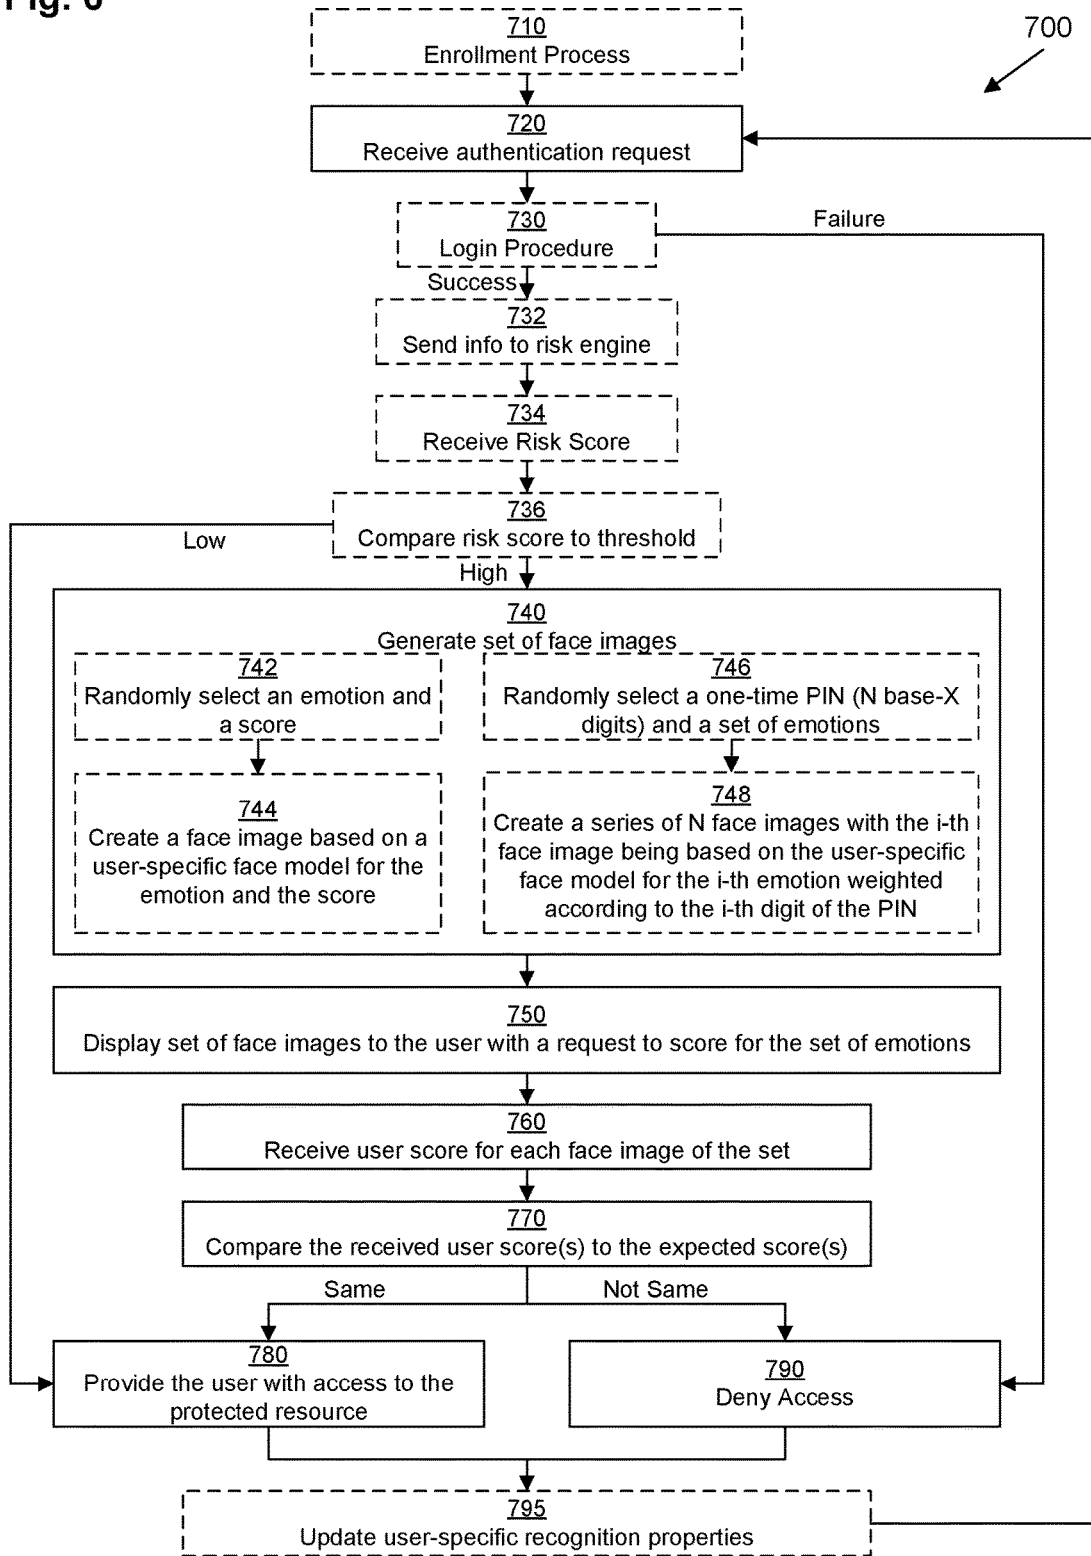 Fig. 6
700
710
Enrollment Process
720
Receive authentication request
730
Login Procedure
Failure
Success
732
Send info to risk engine
734
Receive Risk Score
736
Compare risk score to threshold
Low
High
740
Generate set of face images
742
Randomly select an emotion and
a score
746
Randomly select a one-time PIN (N base-X
digits) and a set of emotions
744
Create a face image based on a
user-specific face model for the
emotion and the score
748
Create a series of N face images with the i-th
face image being based on the user-specific
face model for the i-th emotion weighted
according to the i-th digit of the PIN
750
Display set of face images to the user with a request to score for the set of emotions
760
Receive user score for each face image of the set
770
Compare the received user score(s) to the expected score(s)
Same
Not Same
780
Provide the user with access to the
protected resource
790
Deny Access
795
Update user-specific recognition properties